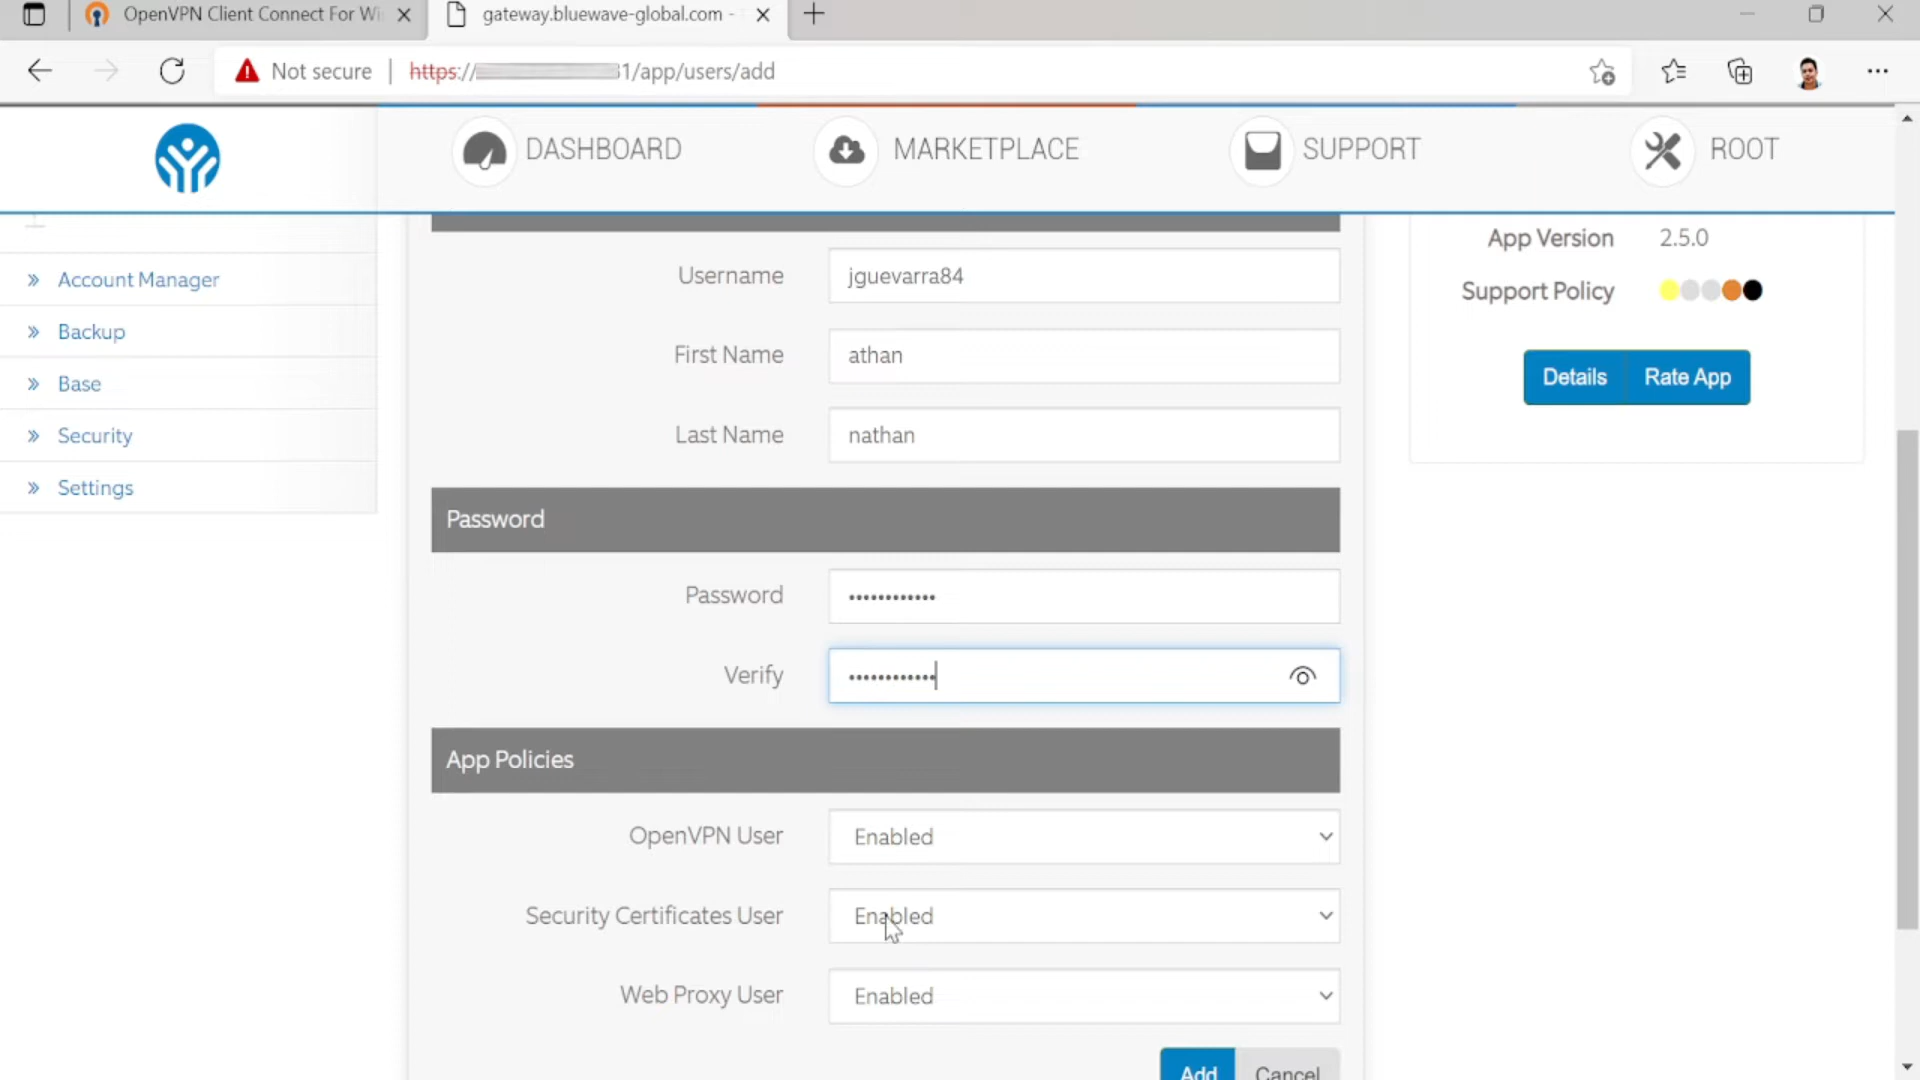 OpenVPN Client Connect For Wi
gateway.bluewave-global.com -
Not secure
https:// 1/app/users/add
DASHBOARD
MARKETPLACE
SUPPORT
ROOT
» Account Manager
» Backup
» Base
» Security
» Settings
Username jguevarra84
First Name athan
Last Name nathan
Password
Password ••••••••••••
Verify ••••••••••••
App Policies
OpenVPN User Enabled
Security Certificates User Enabled
Web Proxy User Enabled
Add Cancel
App Version 2.5.0
Support Policy
Details Rate App